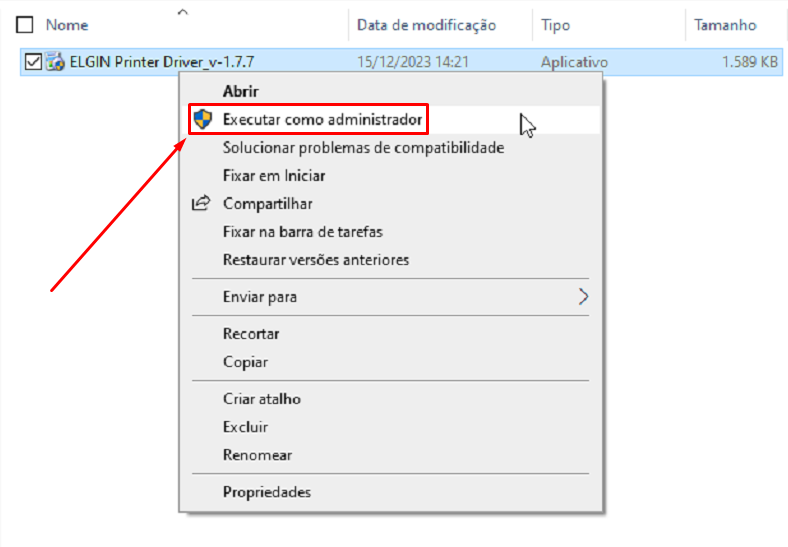 Nome Data de modificação Tipo Tamanho
ELGIN Printer Driver_v-1.7.7 15/12/2023 14:21 Aplicativo 1.589 KB
Abrir
Executar como administrador
Solucionar problemas de compatibilidade
Fixar em Iniciar
Compartilhar
Fixar na barra de tarefas
Restaurar versões anteriores
Enviar para
Recortar
Copiar
Criar atalho
Excluir
Renomear
Propriedades